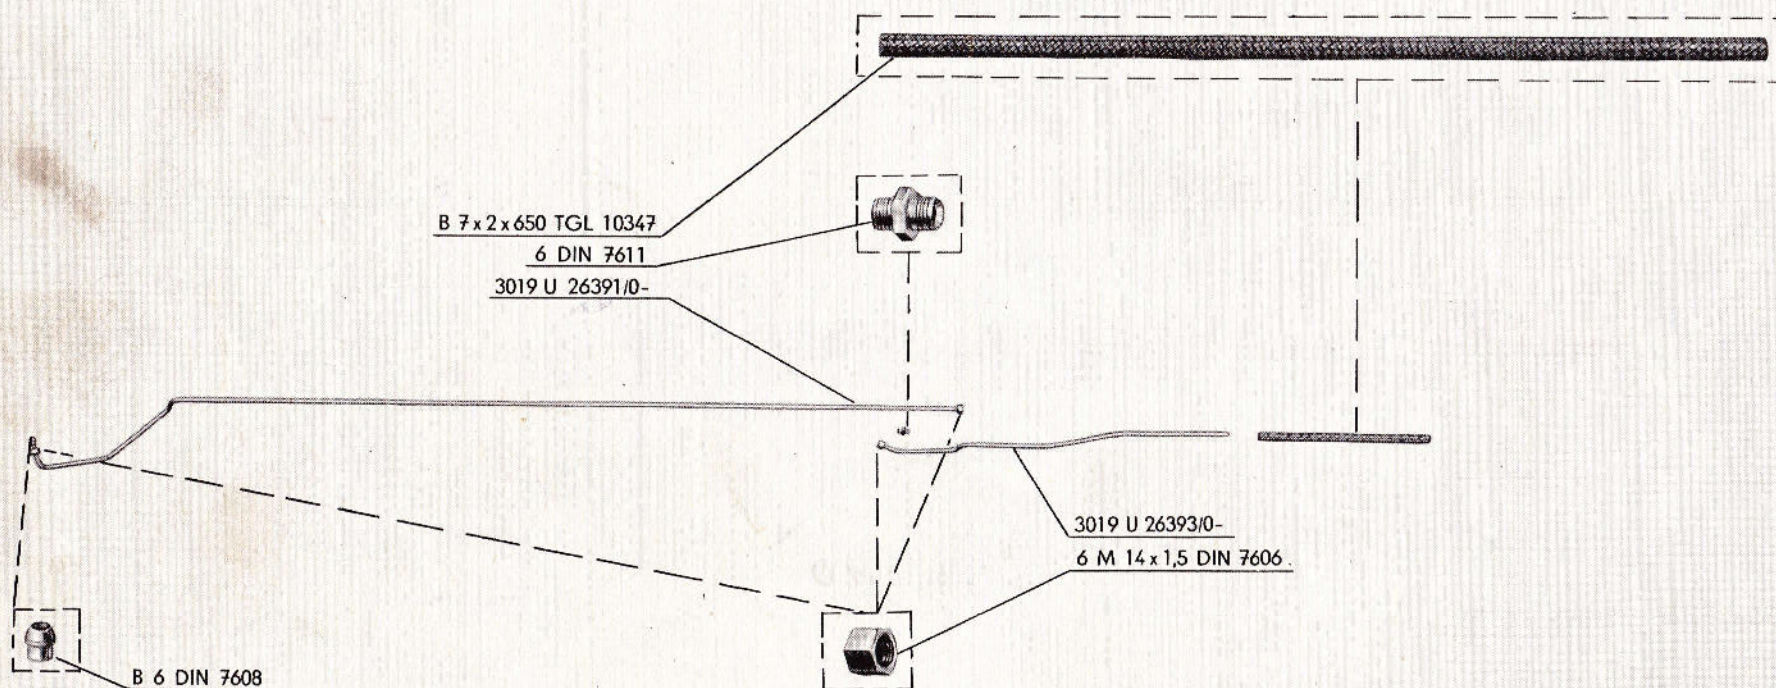 B 7 x 2 x 650 TGL 10347
6 DIN 7611
3019 U 26391/0-
3019 U 26393/0-
6 M 14 x 1,5 DIN 7606
B 6 DIN 7608